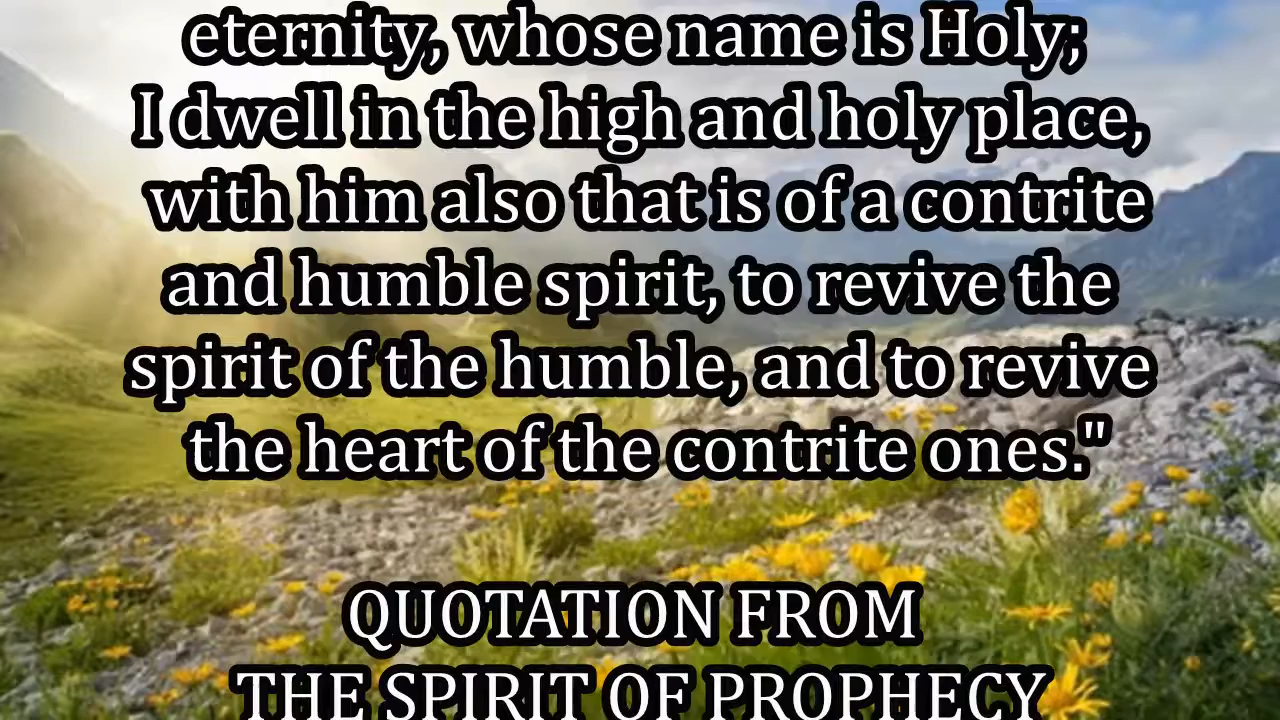 eternity, whose name is Holy;
I dwell in the high and holy place,
with him also that is of a contrite
and humble spirit, to revive the
spirit of the humble, and to revive
the heart of the contrite ones."
QUOTATION FROM
THE SPIRIT OF PROPHECY